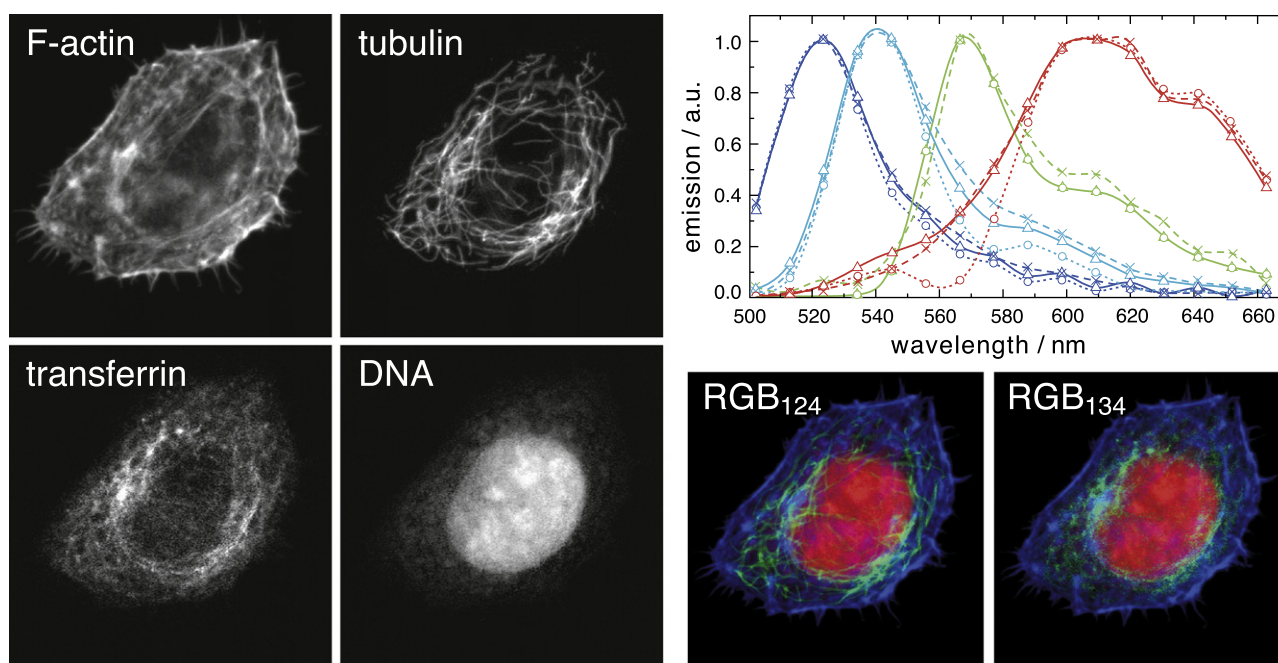 F-actin
tubulin
transferrin
DNA
emission / a.u.
1.0
0.8
0.6
0.4
0.2
0.0
500 520 540 560 580 600 620 640 660
wavelength / nm
RGB124
RGB134